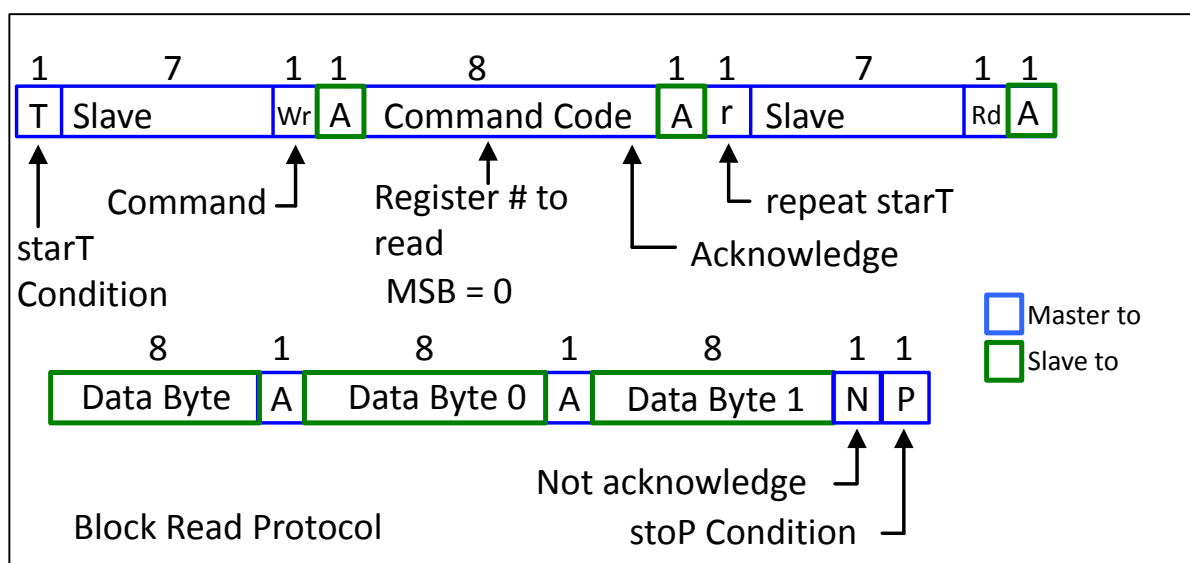 1 7 1 1 8 1 1 7 1 1
T Slave Wr A Command Code A r Slave Rd A
Command
Register # to
read
MSB = 0
repeat starT
Acknowledge
starT
Condition
Master to
Slave to
8 1 8 1 8 1 1
Data Byte A Data Byte 0 A Data Byte 1 N P
Not acknowledge
stoP Condition
Block Read Protocol